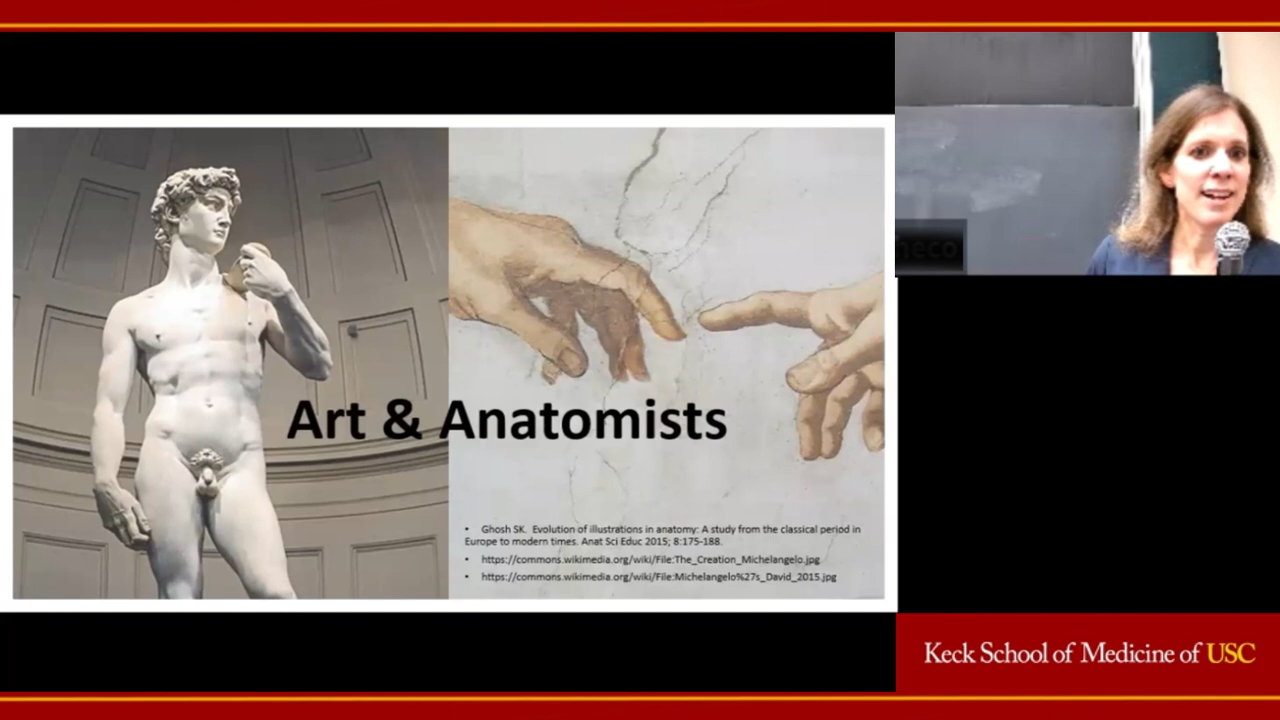 Art & Anatomists
• Ghosh SK. Evolution of illustrations in anatomy: A study from the classical period in
Europe to modern times. Anat Sci Educ 2015; 8:175-188.
• https://commons.wikimedia.org/wiki/File:The_Creation_Michelangelo.jpg
• https://commons.wikimedia.org/wiki/File:Michelangelo%27s_David_2015.jpg
Keck School of Medicine of USC